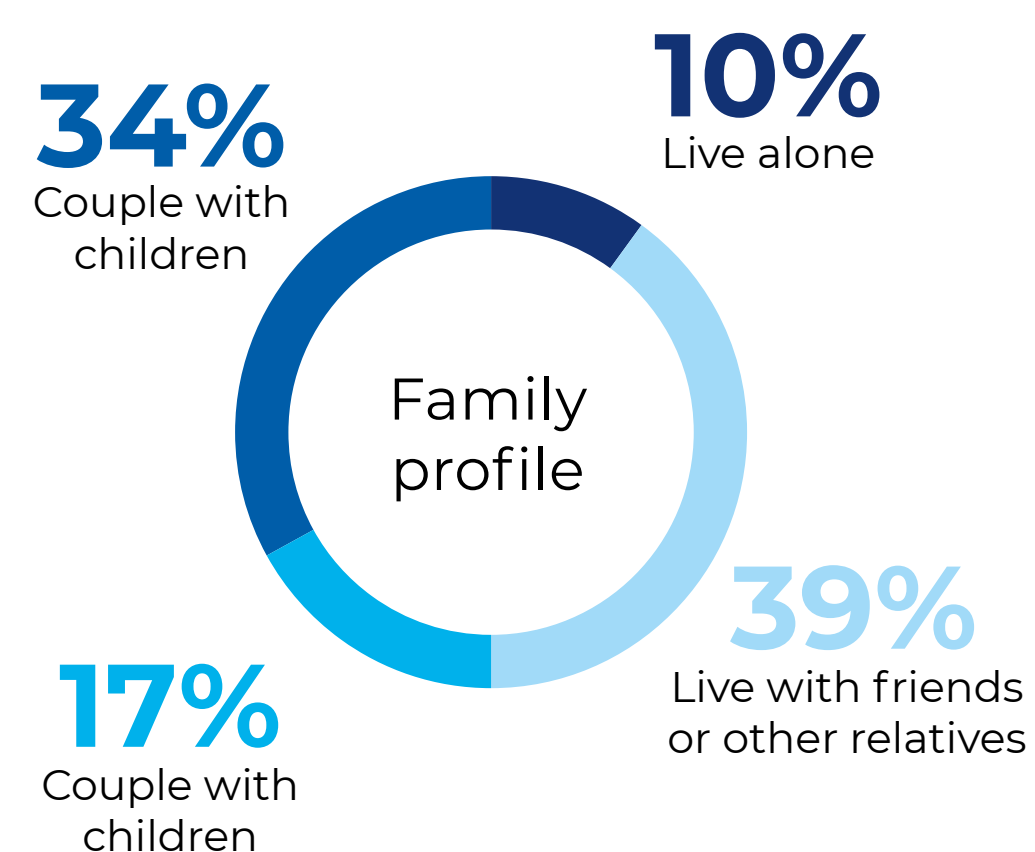 34%
Couple with
children
10%
Live alone
Family
profile
39%
Live with friends
or other relatives
17%
Couple with
children